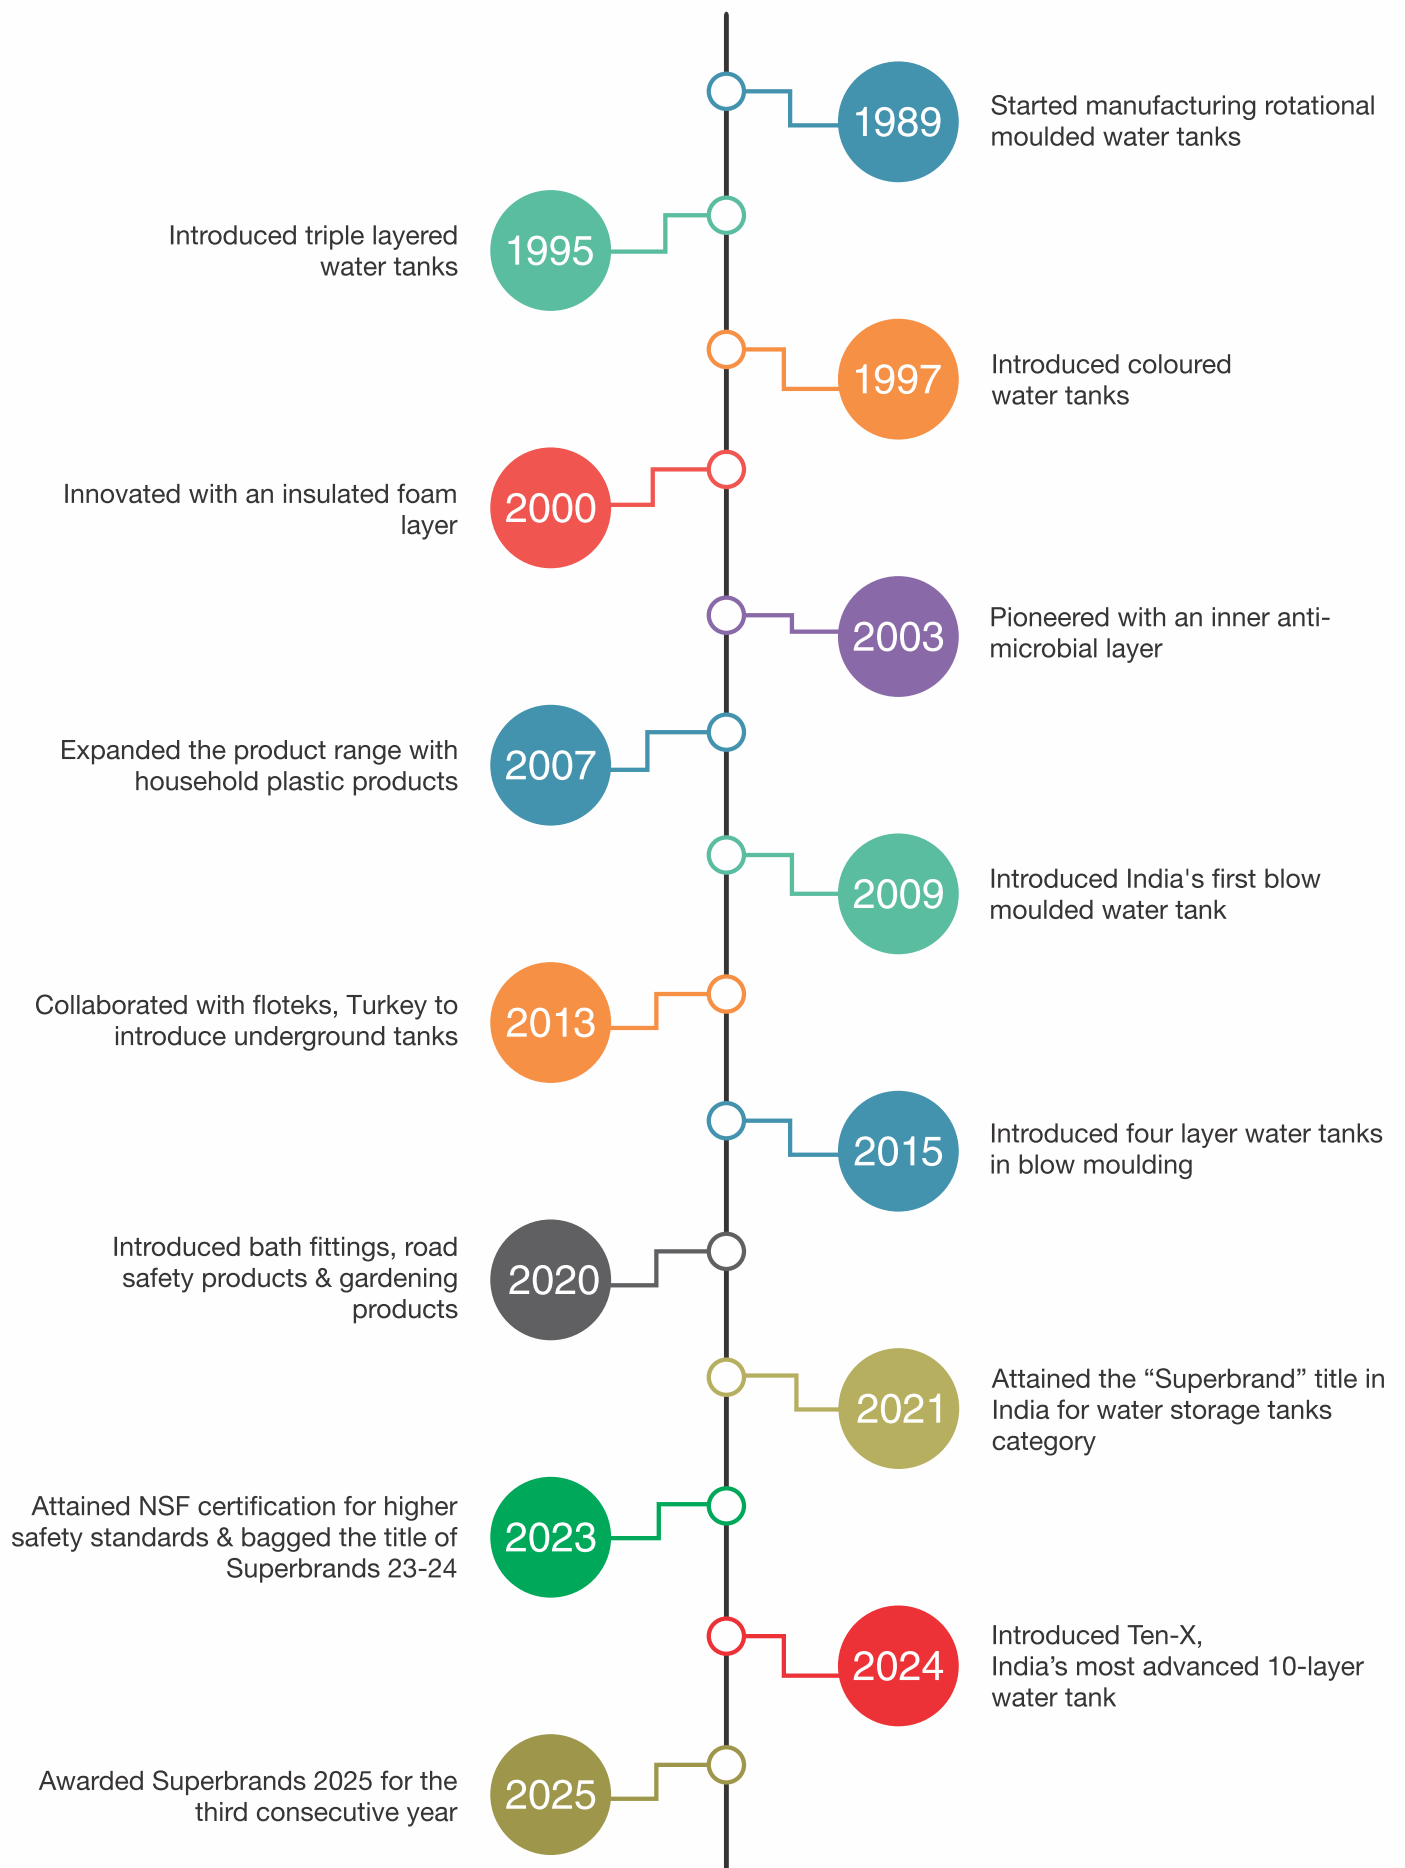 1989
Started manufacturing rotational
moulded water tanks
Introduced triple layered
water tanks
1995
1997
Introduced coloured
water tanks
Innovated with an insulated foam
layer
2000
2003
Pioneered with an inner anti-
microbial layer
Expanded the product range with
household plastic products
2007
2009
Introduced India's first blow
moulded water tank
Collaborated with floteks, Turkey to
introduce underground tanks
2013
2015
Introduced four layer water tanks
in blow moulding
Introduced bath fittings, road
safety products & gardening
products
2020
2021
Attained the “Superbrand” title in
India for water storage tanks
category
Attained NSF certification for higher
safety standards & bagged the title of
Superbrands 23-24
2023
2024
Introduced Ten-X,
India’s most advanced 10-layer
water tank
Awarded Superbrands 2025 for the
third consecutive year
2025